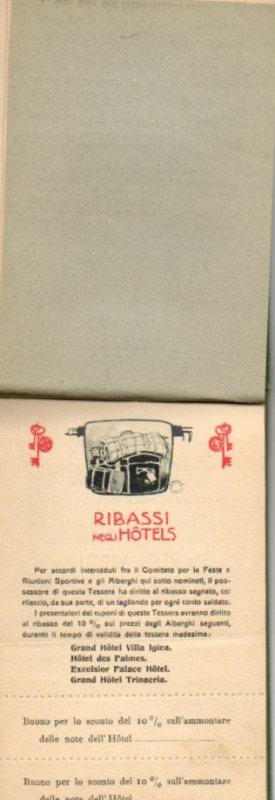 RIBASSI
NEGLI HÔTELS
Per accordi interceduti fra il Comitato per le Feste e
Riunioni Sportive e gli Alberghi qui sotto nominati, il pos-
sessore di questa Tessera ha diritto al ribasso segnato, col
rilascio, da sua parte, di un tagliando per ogni conto saldato.
I presentatori dei cuponi di questa Tessera avranno diritto
al ribasso del 10 % sui prezzi degli Alberghi seguenti,
durante il tempo di validità della tessera medesima:
Grand Hôtel Villa Igica.
Hôtel des Palmes.
Excelsior Palace Hôtel.
Grand Hôtel Trinacria.
Buono per lo sconto del 10 % sull'ammontare
delle note dell'Hôtel
Buono per lo sconto del 10 % sull'ammontare
delle note dell'Hôtel